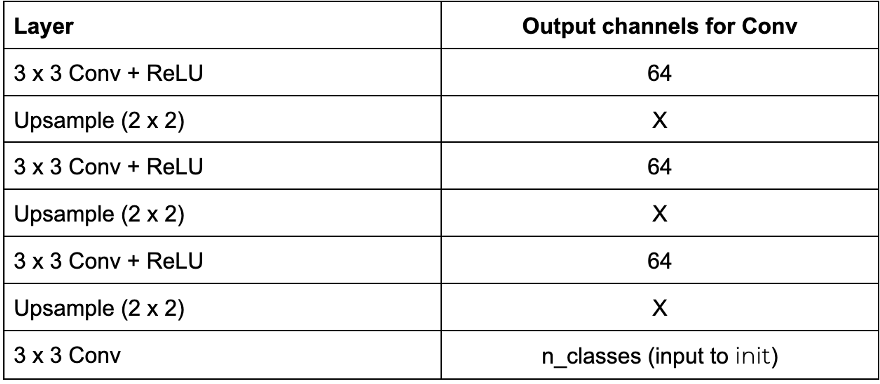 Layer Output channels for Conv
3 x 3 Conv + ReLU 64
Upsample (2 x 2) X
3 x 3 Conv + ReLU 64
Upsample (2 x 2) X
3 x 3 Conv + ReLU 64
Upsample (2 x 2) X
3 x 3 Conv n_classes (input to init)